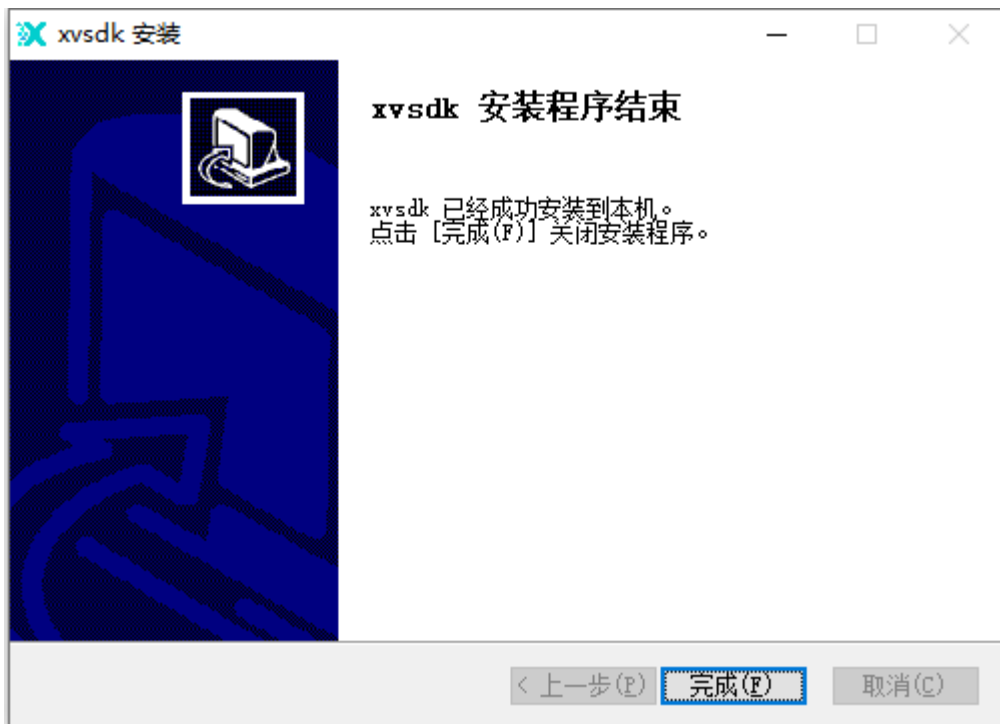 xvsdk 安装
xvsdk 安装程序结束
xvsdk 已经成功安装到本机。
点击 [完成(F)] 关闭安装程序。
< 上一步(P)
完成(F)
取消(C)